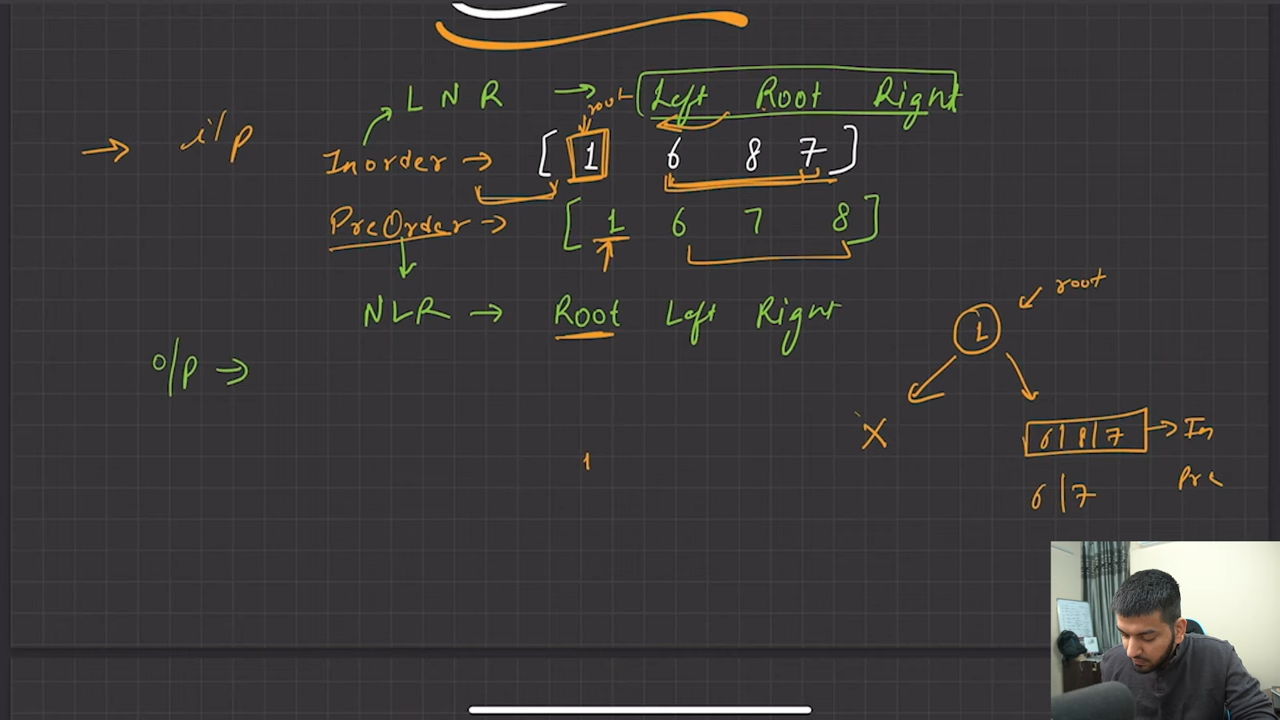 L N R → Left Root Right
root
→ i/p
Inorder → [ 1 6 8 7 ]
PreOrder → [ 1 6 7 8 ]
NLR → Root Left Right
root
1
O/P →
X
6 | 8 | 7 → In
1
6 | 7 Pre